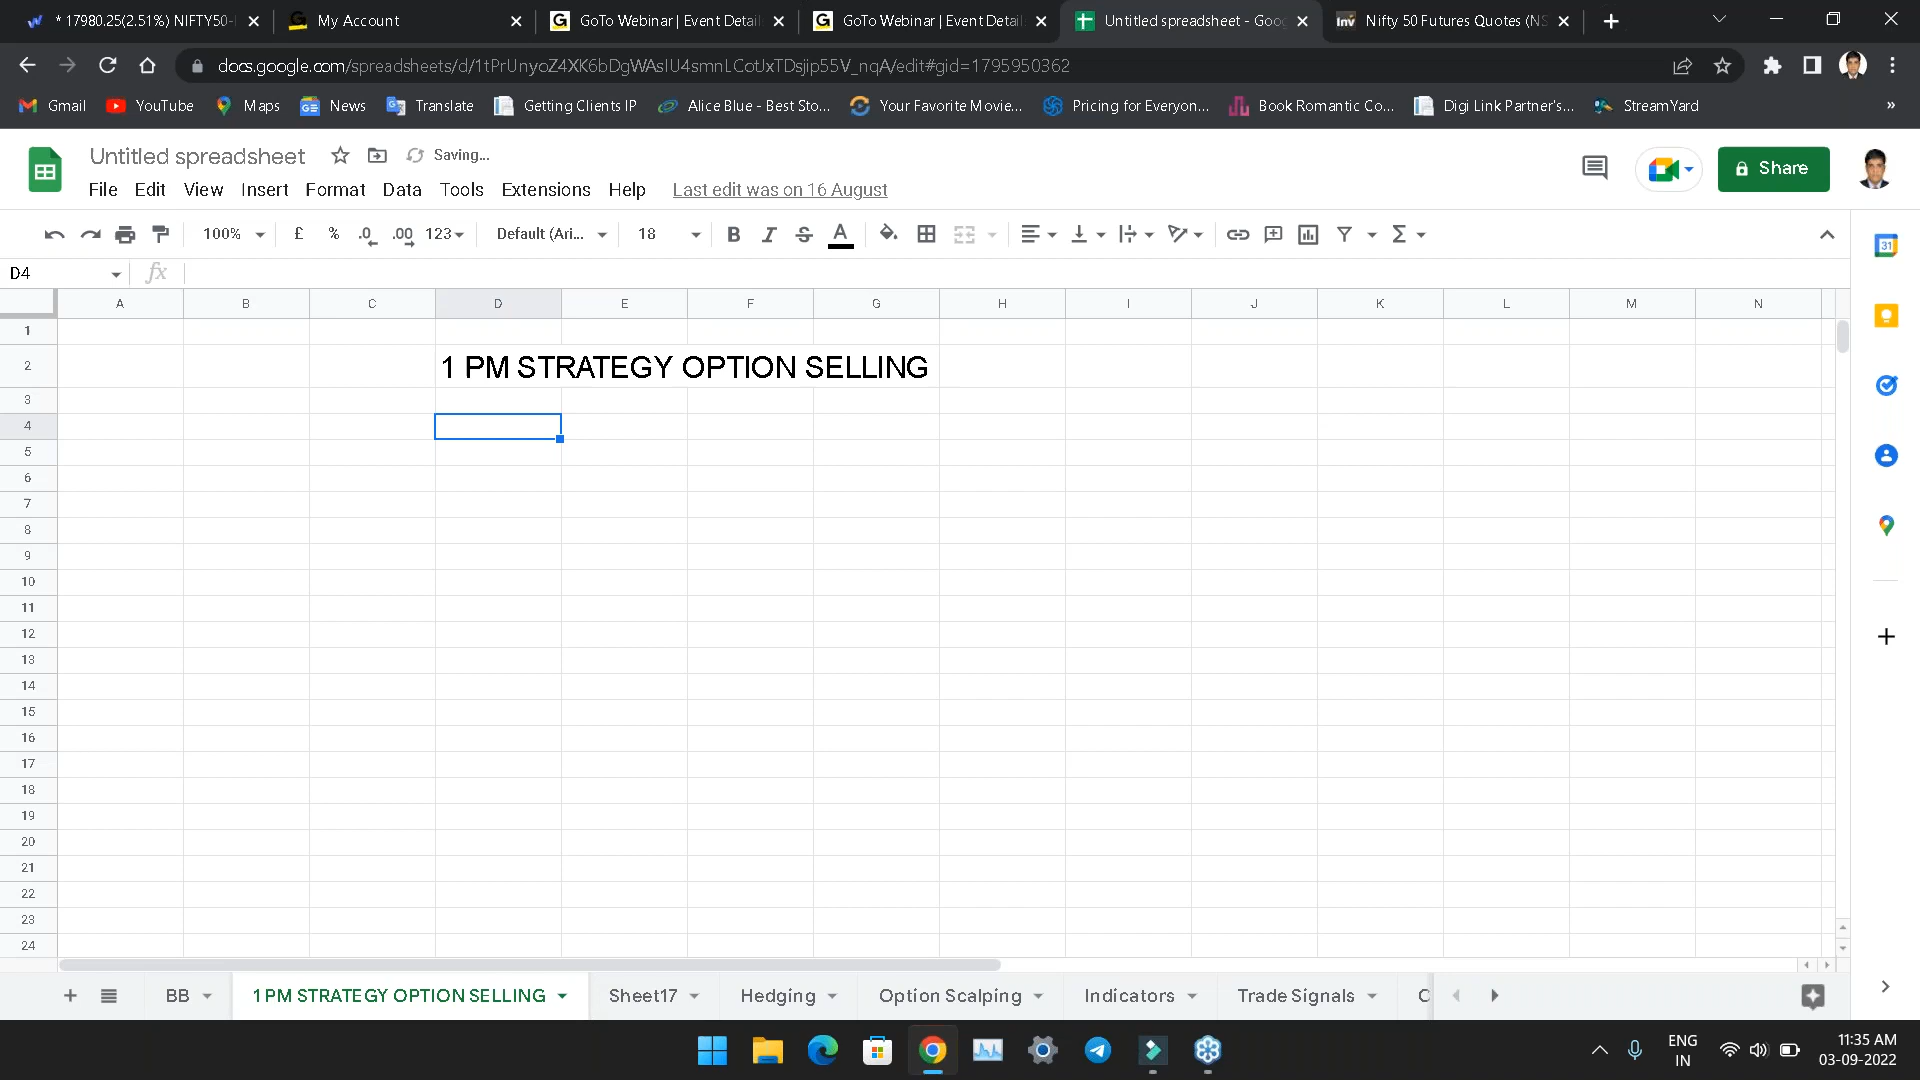 * 17980.25(2.51%) NIFTY50-
My Account
GoTo Webinar | Event Detail
GoTo Webinar | Event Detail
Untitled spreadsheet - Goog
Nifty 50 Futures Quotes (NS
docs.google.com/spreadsheets/d/1tPrUnyoZ4XK6bDgWAsIU4smnLCotJxTDsjip55V_nqA/edit#gid=1795950362
Gmail
YouTube
Maps
News
Translate
Getting Clients IP
Alice Blue - Best Sto...
Your Favorite Movie...
Pricing for Everyon...
Book Romantic Co...
Digi Link Partner's...
StreamYard
»
Untitled spreadsheet
Saving...
File Edit View Insert Format Data Tools Extensions Help
Last edit was on 16 August
Share
100%
£ % .0 .00 123
Default (Ari...
18
B I S A
D4
fx
A B C D E F G H I J K L M N
1
2
1 PM STRATEGY OPTION SELLING
3
4
5
6
7
8
9
10
11
12
13
14
15
16
17
18
19
20
21
22
23
24
BB
1 PM STRATEGY OPTION SELLING
Sheet17
Hedging
Option Scalping
Indicators
Trade Signals
ENG
IN
11:35 AM
03-09-2022